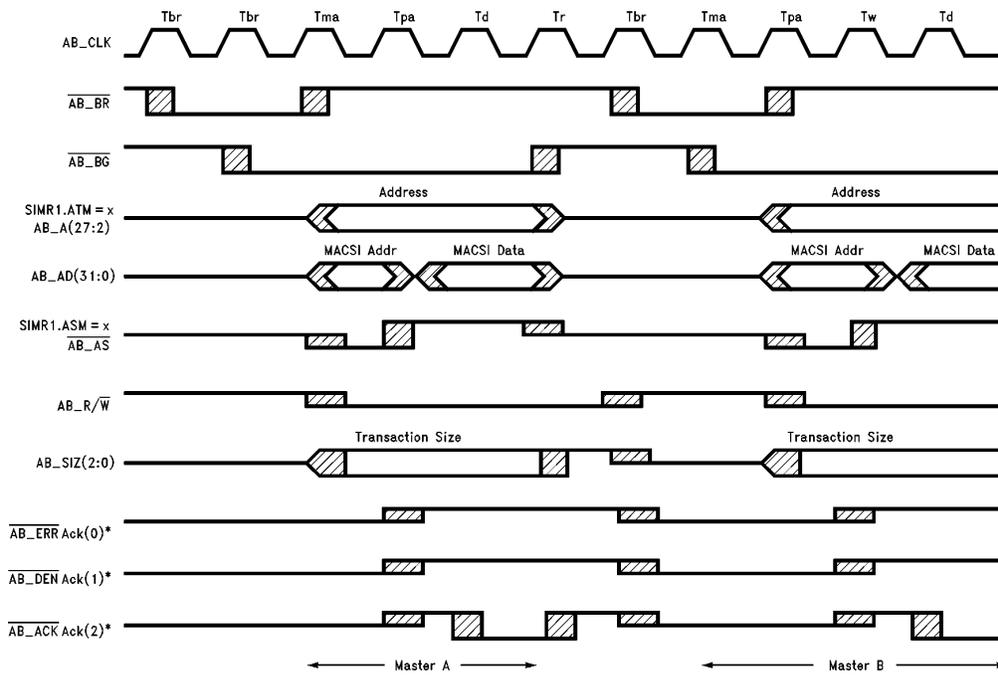 Tbr Tbr Tma Tpa Td Tr Tbr Tma Tpa Tw Td
AB_CLK
AB_BR
AB_BG
Address Address
SIMR1.ATM = x
AB_A(27:2)
MACSI Addr MACSI Data MACSI Addr MACSI Data
AB_AD(31:0)
SIMR1.ASM = x
AB_AS
AB_R/W
Transaction Size Transaction Size
AB_SIZ(2:0)
AB_ERR Ack(0)*
AB_DEN Ack(1)*
AB_ACK Ack(2)*
Master A Master B